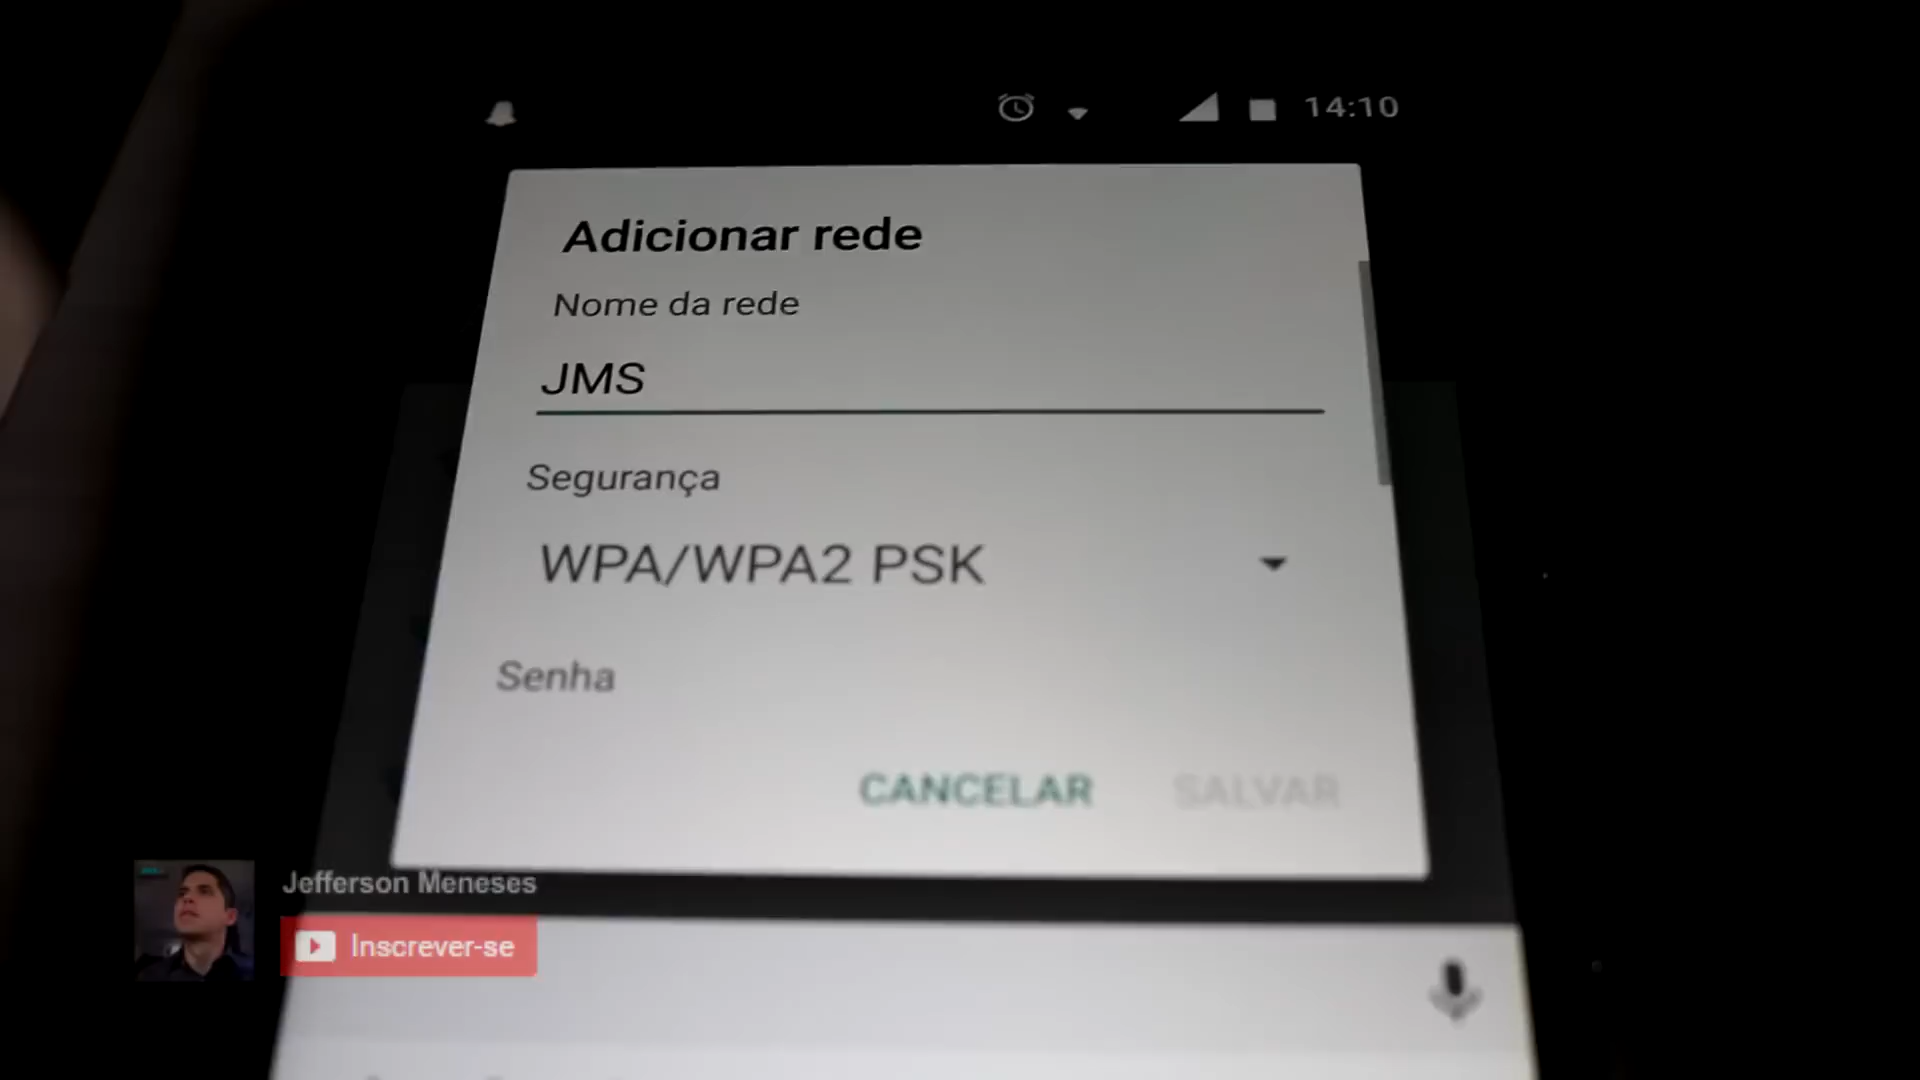 14:10
Adicionar rede
Nome da rede
JMS
Segurança
WPA/WPA2 PSK
Senha
CANCELAR SALVAR
Jefferson Meneses
Inscrever-se